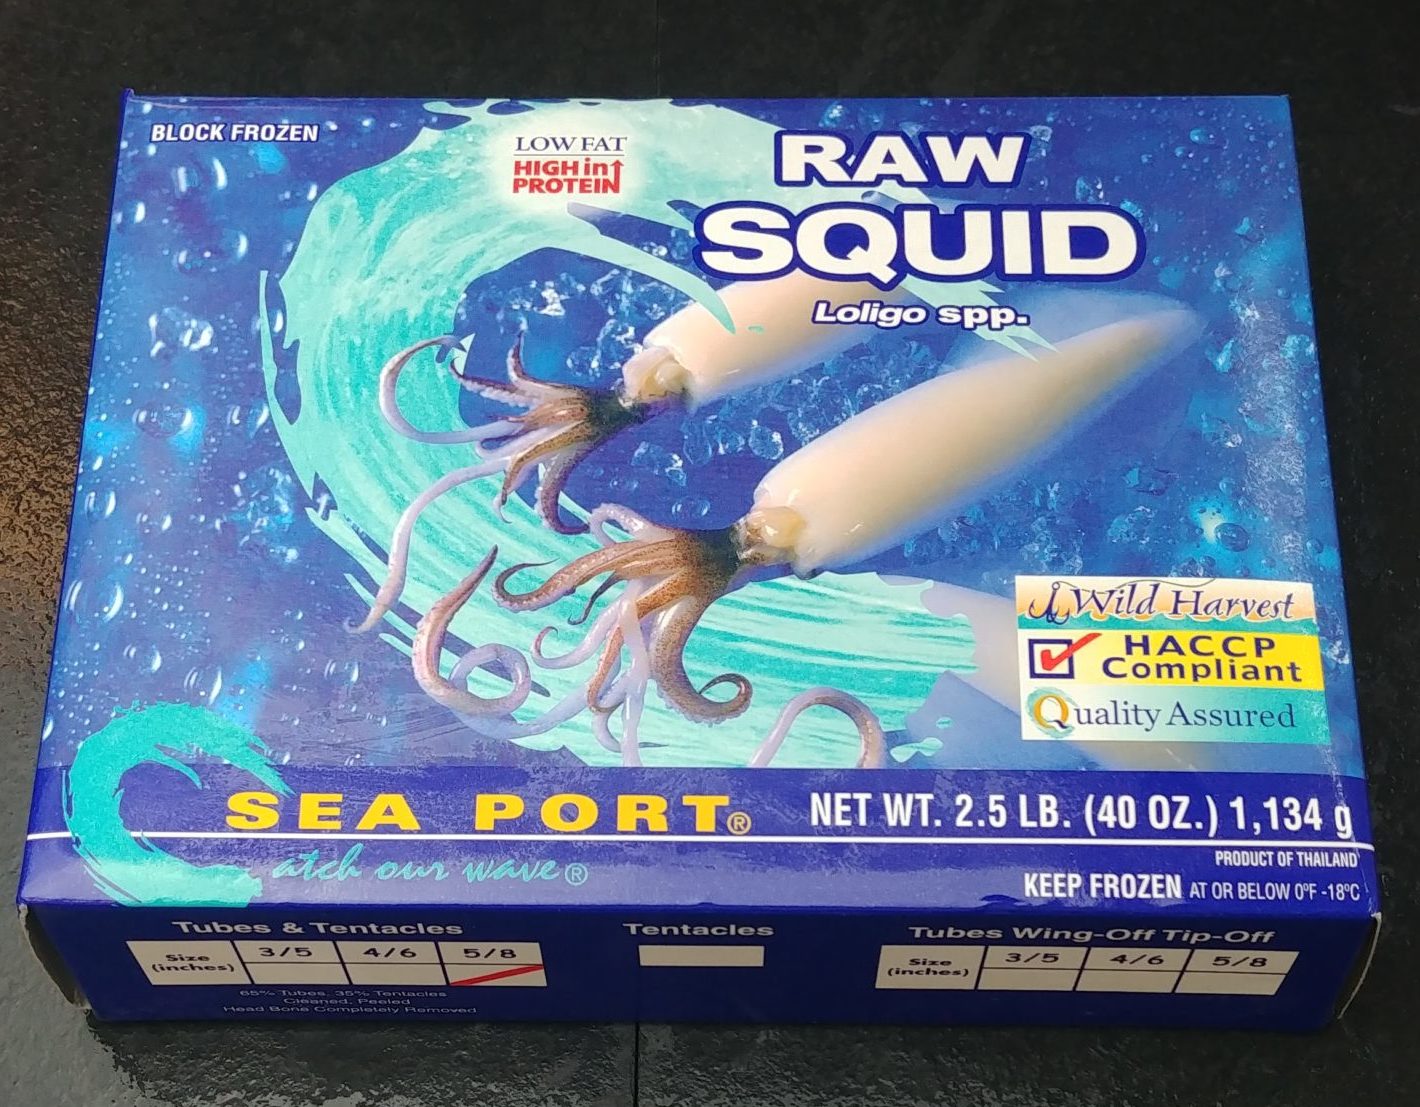 BLOCK FROZEN
LOW FAT
HIGH in↑
PROTEIN
RAW
SQUID
Loligo spp.
Wild Harvest
HACCP
Compliant
Quality Assured
SEA PORT®
Catch our wave®
NET WT. 2.5 LB. (40 OZ.) 1,134 g
PRODUCT OF THAILAND
KEEP FROZEN AT OR BELOW 0ºF -18ºC
Tubes & Tentacles
Size (inches) 3/5 4/6 5/8
65% Tubes, 35% Tentacles
Cleaned, Peeled
Head Bone Completely Removed
Tentacles
Tubes Wing-Off Tip-Off
Size (inches) 3/5 4/6 5/8